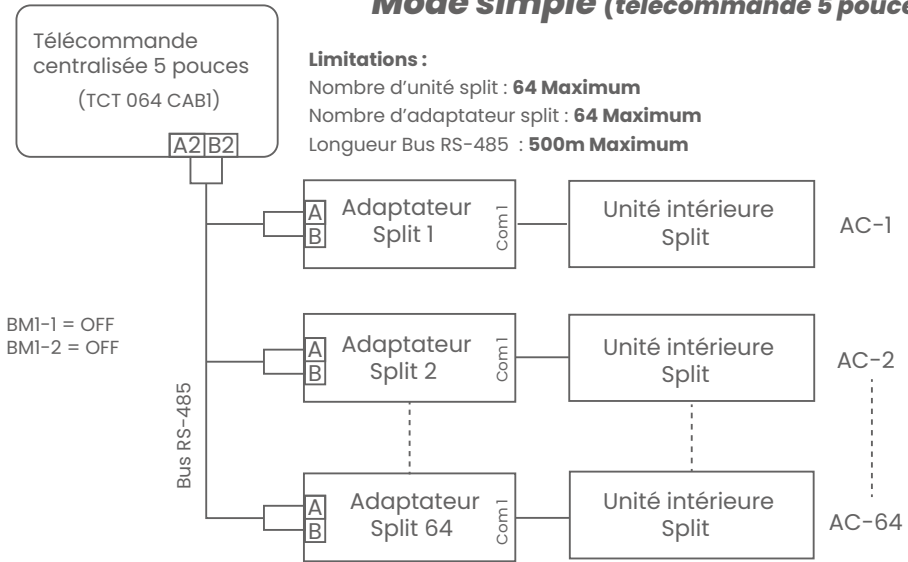 Mode simple (télécommande 5 pouce
Télécommande
centralisée 5 pouces
(TCT 064 CAB1)
A2 B2
Limitations :
Nombre d'unité split : 64 Maximum
Nombre d'adaptateur split : 64 Maximum
Longueur Bus RS-485 : 500m Maximum
A
B
Adaptateur
Split 1
Com 1
Unité intérieure
Split
AC-1
BM1-1 = OFF
BM1-2 = OFF
A
B
Adaptateur
Split 2
Com 1
Unité intérieure
Split
AC-2
Bus RS-485
A
B
Adaptateur
Split 64
Com 1
Unité intérieure
Split
AC-64